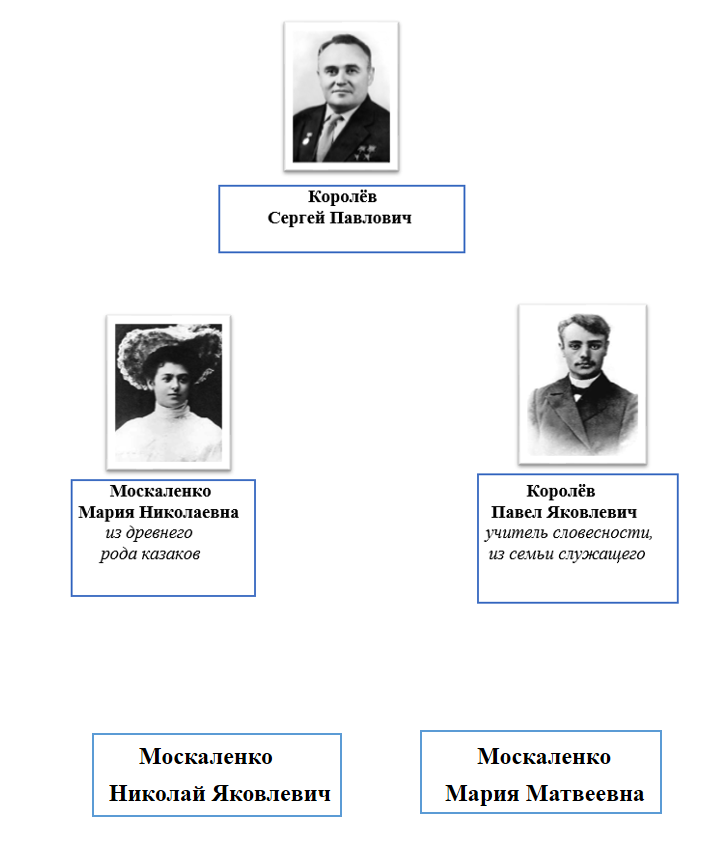 Королёв
Сергей Павлович
Москаленко
Мария Николаевна
из древнего
рода казаков
Королёв
Павел Яковлевич
учитель словесности,
из семьи служащего
Москаленко
Николай Яковлевич
Москаленко
Мария Матвеевна